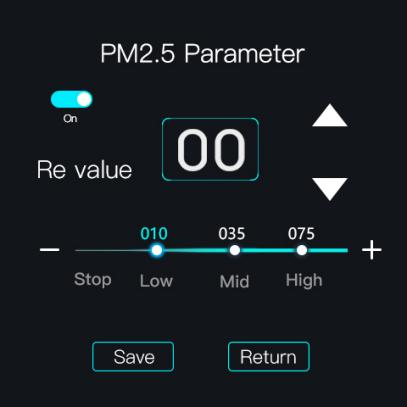 PM2.5 Parameter
On
00
Re value
010 035 075
− +
Stop Low Mid High
Save Return